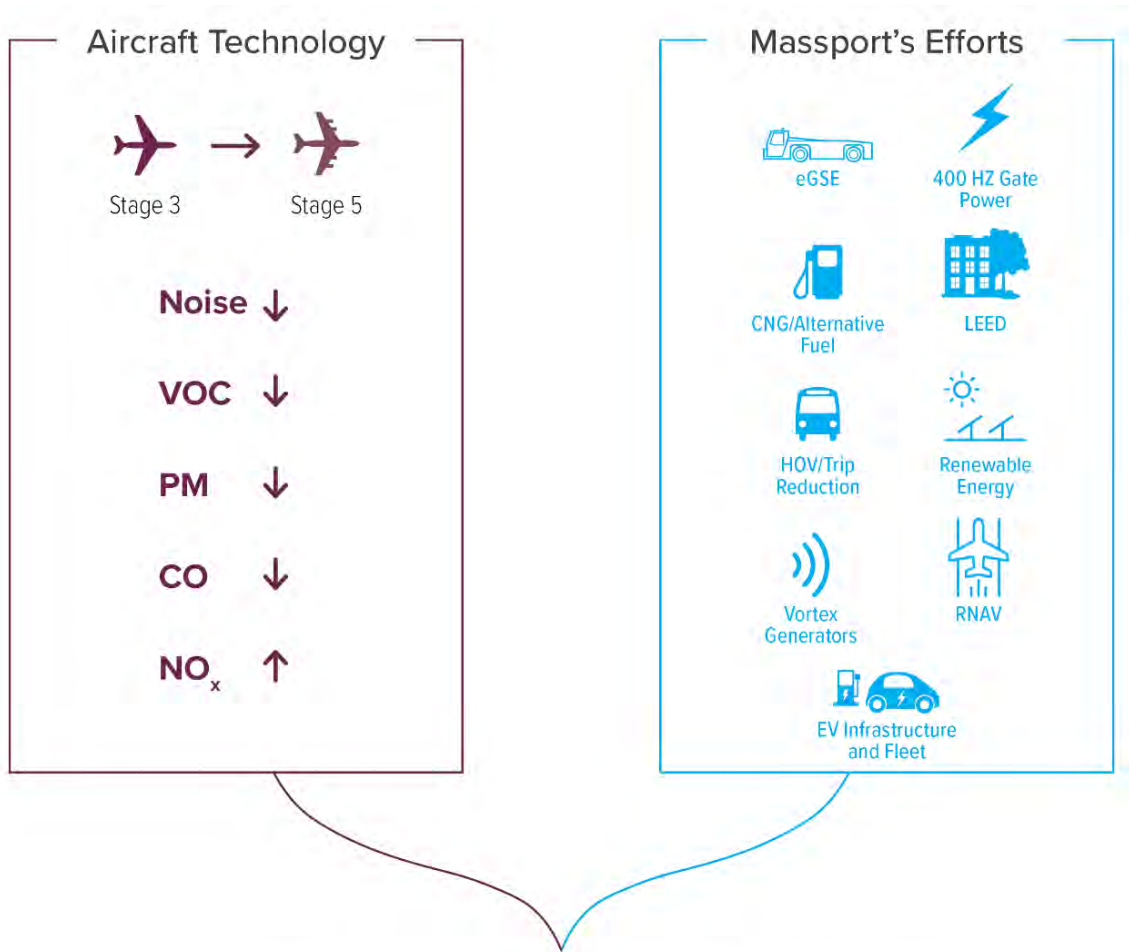 Aircraft Technology
Stage 3
Stage 5
Noise ↓
VOC ↓
PM ↓
CO ↓
NOx ↑
Massport's Efforts
eGSE
400 HZ Gate
Power
CNG/Alternative
Fuel
LEED
HOV/Trip
Reduction
Renewable
Energy
Vortex
Generators
RNAV
EV Infrastructure
and Fleet